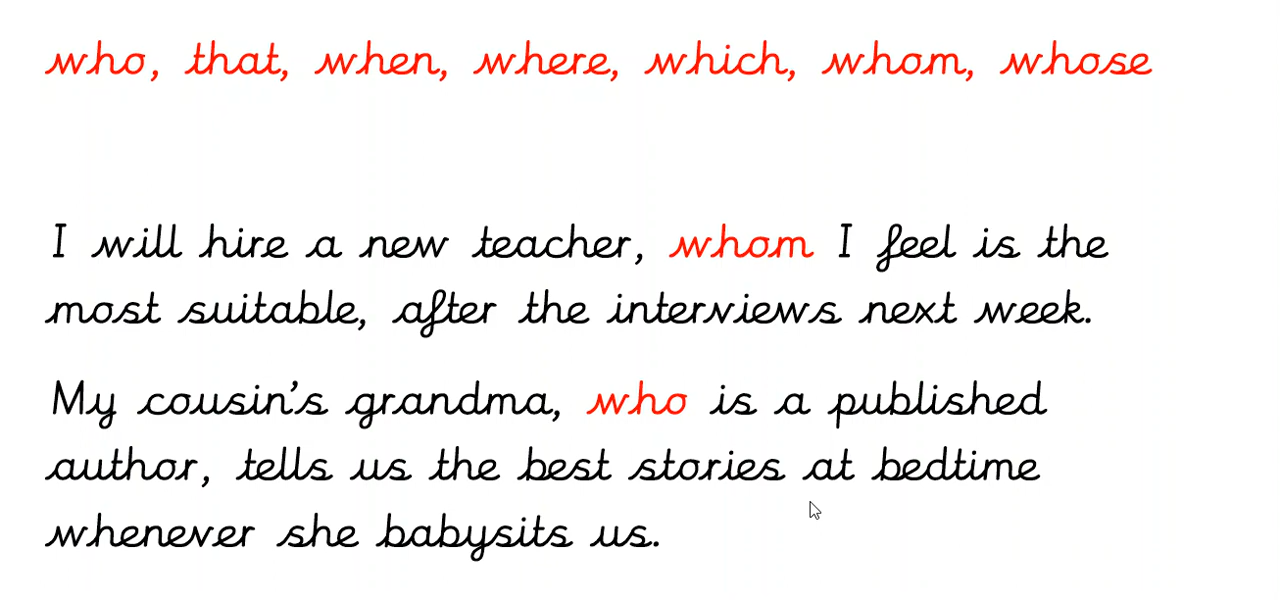 who, that, when, where, which, whom, whose
I will hire a new teacher, whom I feel is the
most suitable, after the interviews next week.
My cousin’s grandma, who is a published
author, tells us the best stories at bedtime
whenever she babysits us.